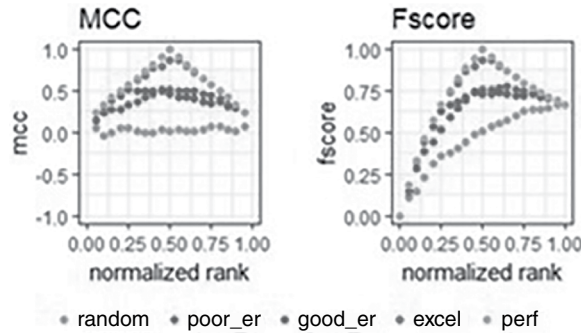 MCC
Fscore
1.0
0.5
0.0
-0.5
-1.0
mcc
0.00 0.25 0.50 0.75 1.00
normalized rank
1.00
0.75
0.50
0.25
0.00
fscore
0.00 0.25 0.50 0.75 1.00
normalized rank
random poor_er good_er excel perf